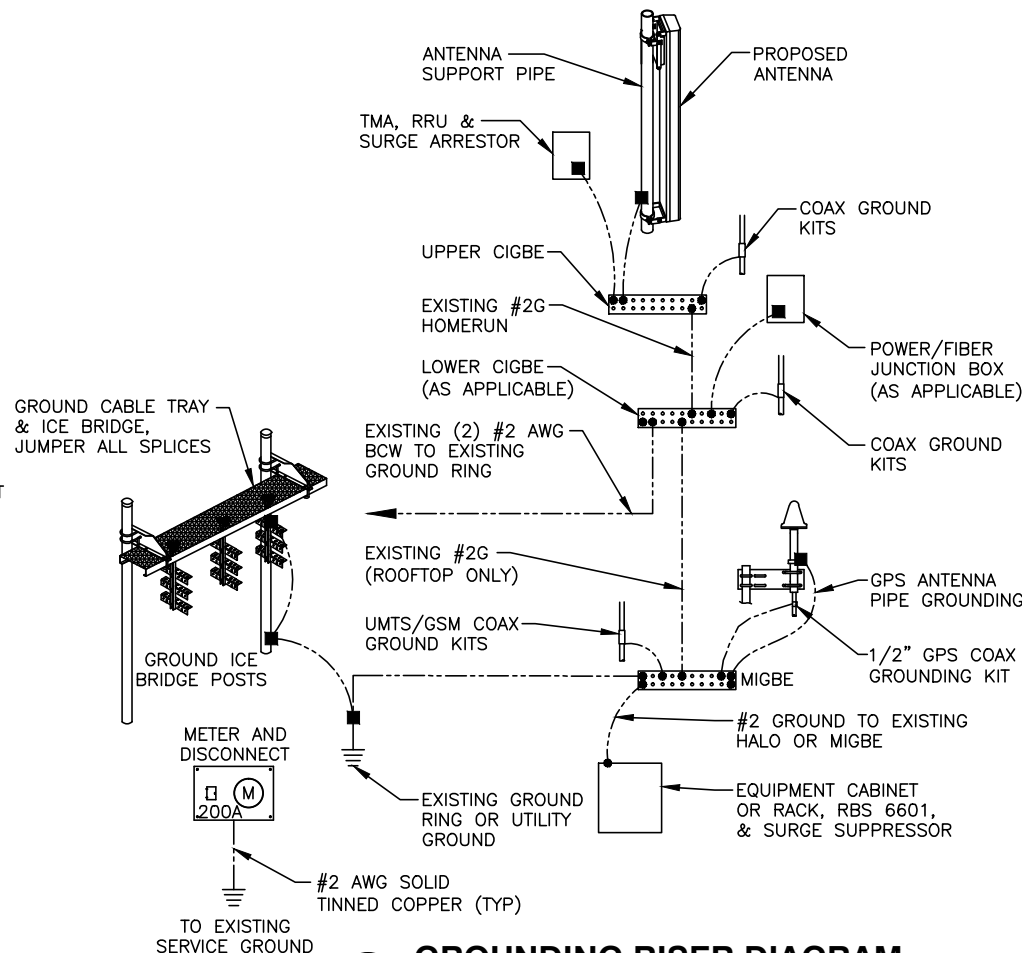 ANTENNA
SUPPORT PIPE
PROPOSED
ANTENNA
TMA, RRU &
SURGE ARRESTOR
COAX GROUND
KITS
UPPER CIGBE
EXISTING #2G
HOMERUN
POWER/FIBER
JUNCTION BOX
(AS APPLICABLE)
LOWER CIGBE
(AS APPLICABLE)
GROUND CABLE TRAY
& ICE BRIDGE,
JUMPER ALL SPLICES
EXISTING (2) #2 AWG
BCW TO EXISTING
GROUND RING
COAX GROUND
KITS
T
EXISTING #2G
(ROOFTOP ONLY)
GPS ANTENNA
PIPE GROUNDING
UMTS/GSM COAX
GROUND KITS
1/2" GPS COAX
GROUNDING KIT
GROUND ICE
BRIDGE POSTS
MIGBE
#2 GROUND TO EXISTING
HALO OR MIGBE
METER AND
DISCONNECT
M
200A
EXISTING GROUND
RING OR UTILITY
GROUND
EQUIPMENT CABINET
OR RACK, RBS 6601,
& SURGE SUPPRESSOR
#2 AWG SOLID
TINNED COPPER (TYP)
TO EXISTING
SERVICE GROUND
GROUNDING RISER DIAGRAM